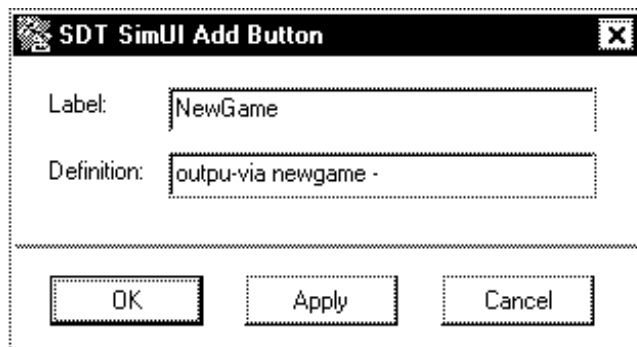 SDT SimUI Add Button
Label: NewGame
Definition: outpu-via newgame -
OK Apply Cancel